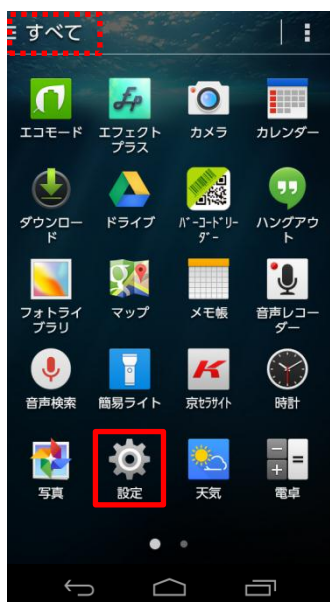 すべて
エコモード
エフェクト
プラス
カメラ
カレンダー
ダウンロー
ド
ドライブ
バーコードリー
ダー
ハングアウ
ト
フォトライ
ブラリ
マップ
メモ帳
音声レコー
ダー
音声検索
簡易ライト
京セラサイト
時計
写真
設定
天気
電卓